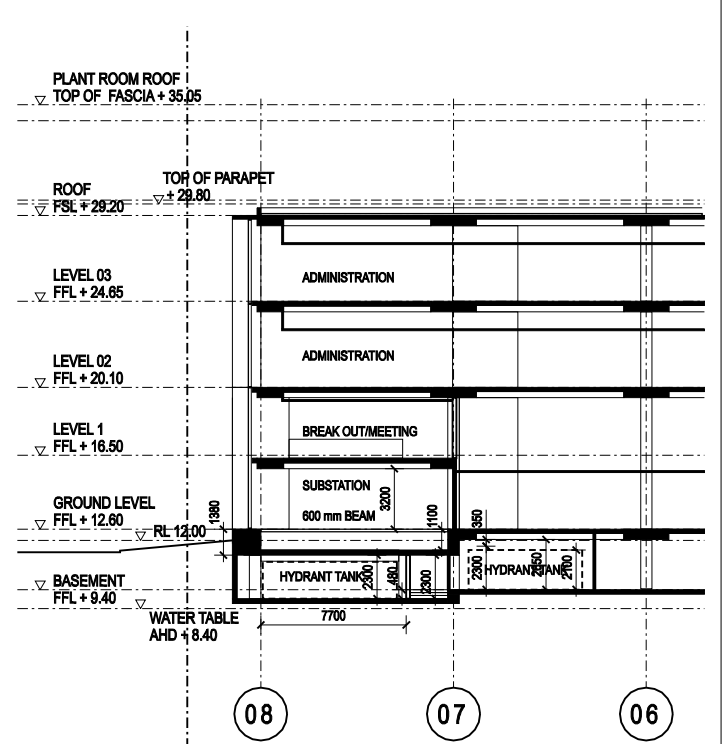 PLANT ROOM ROOF
TOP OF FASCIA + 35.05
TOP OF PARAPET
+ 29.80
ROOF
FSL + 29.20
LEVEL 03
FFL + 24.65
ADMINISTRATION
LEVEL 02
FFL + 20.10
ADMINISTRATION
LEVEL 1
FFL + 16.50
BREAK OUT/MEETING
SUBSTATION
3200
600 mm BEAM
GROUND LEVEL
FFL + 12.60
1380
1100
350
RL 12.00
BASEMENT
FFL + 9.40
HYDRANT TANK
2300
480
2300
2300
HYDRANT TANK
2100
WATER TABLE
AHD + 8.40
7700
08
07
06